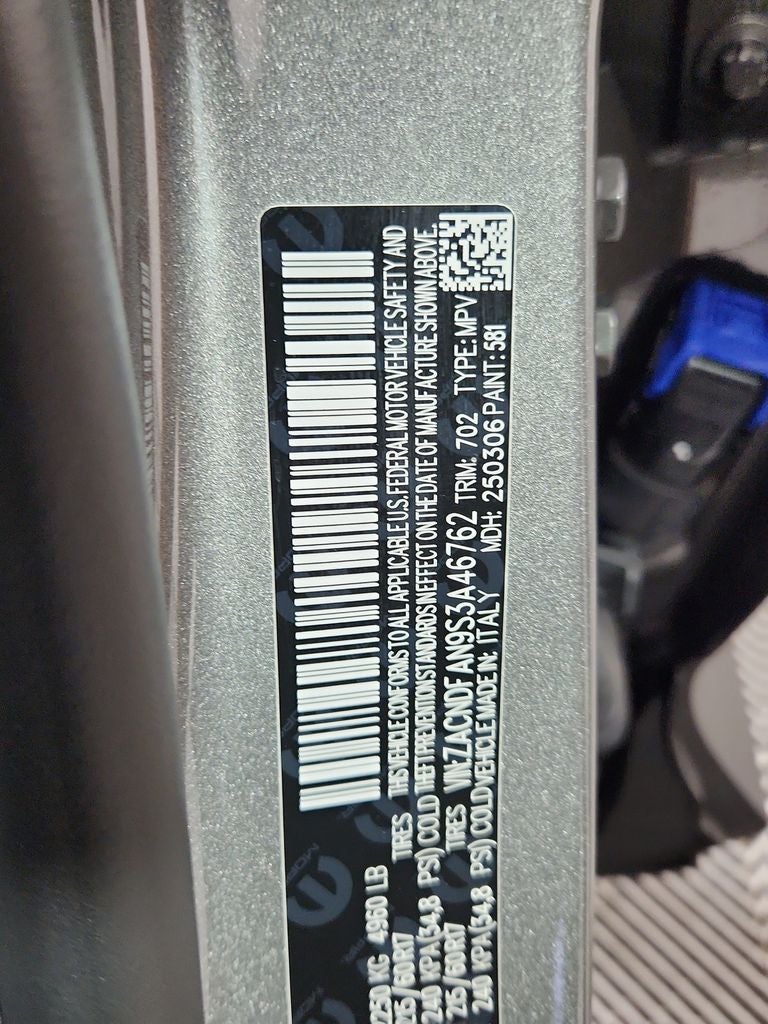 2250 KG 4960 LB
TIRES
215/60R17
240 KPA(34,8 PSI) COLD
TIRES
215/60R17
240 KPA(34,8 PSI) COLD
THIS VEHICLE CONFORMS TO ALL APPLICABLE U.S. FEDERAL MOTOR VEHICLE SAFETY AND
THEFT PREVENTION STANDARDS IN EFFECT ON THE DATE OF MANUFACTURE SHOWN ABOVE.
VIN: ZACNDFAN9S3A46762 TRIM: 702 TYPE: MPV
VEHICLE MADE IN: ITALY MDH: 250306 PAINT: 581